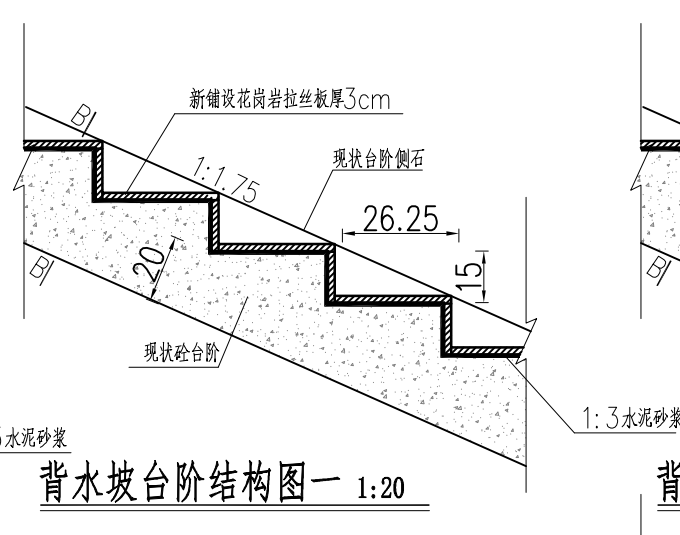 B
新铺设花岗岩拉丝板厚3cm
1:1.75
现状台阶侧石
26.25
15
20
B
B
现状砼台阶
1:3水泥砂浆
水泥砂浆
背水坡台阶结构图一 1:20
背